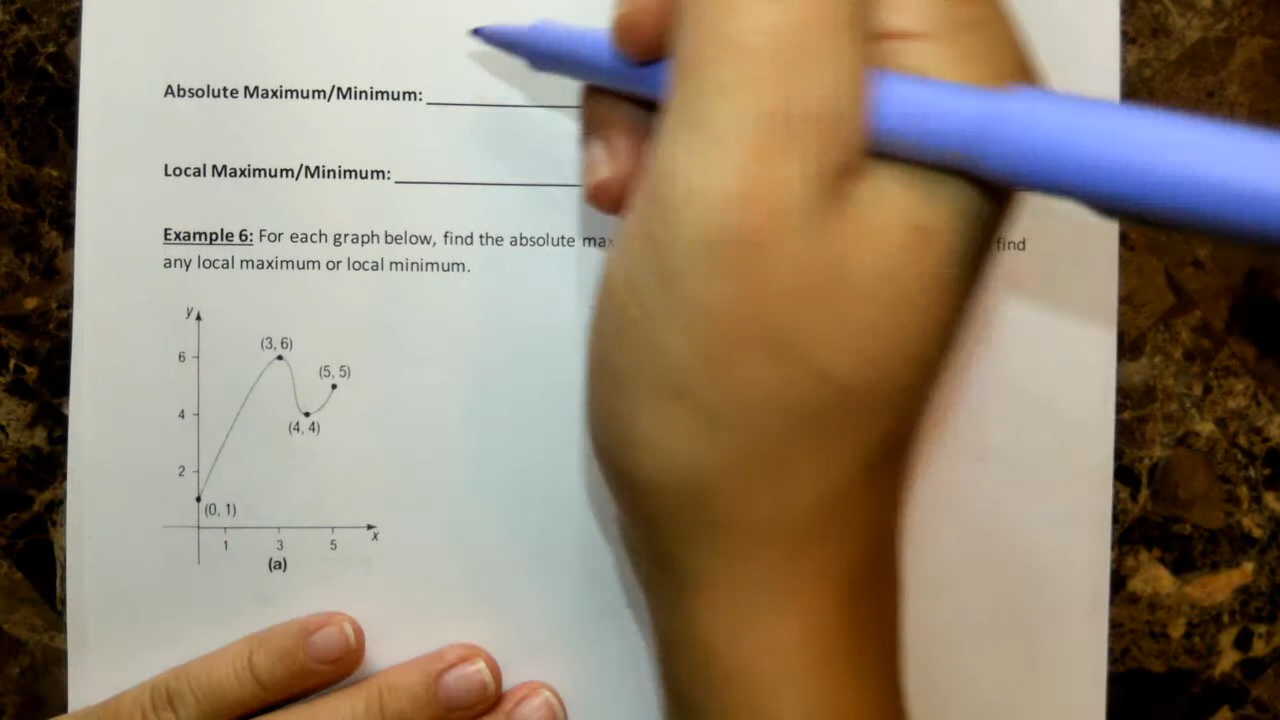 Absolute Maximum/Minimum:
Local Maximum/Minimum:
Example 6: For each graph below, find the absolute find
any local maximum or local minimum.
y
(3, 6)
6
(5, 5)
4
(4, 4)
2
(0, 1)
x
1 3 5
(a)